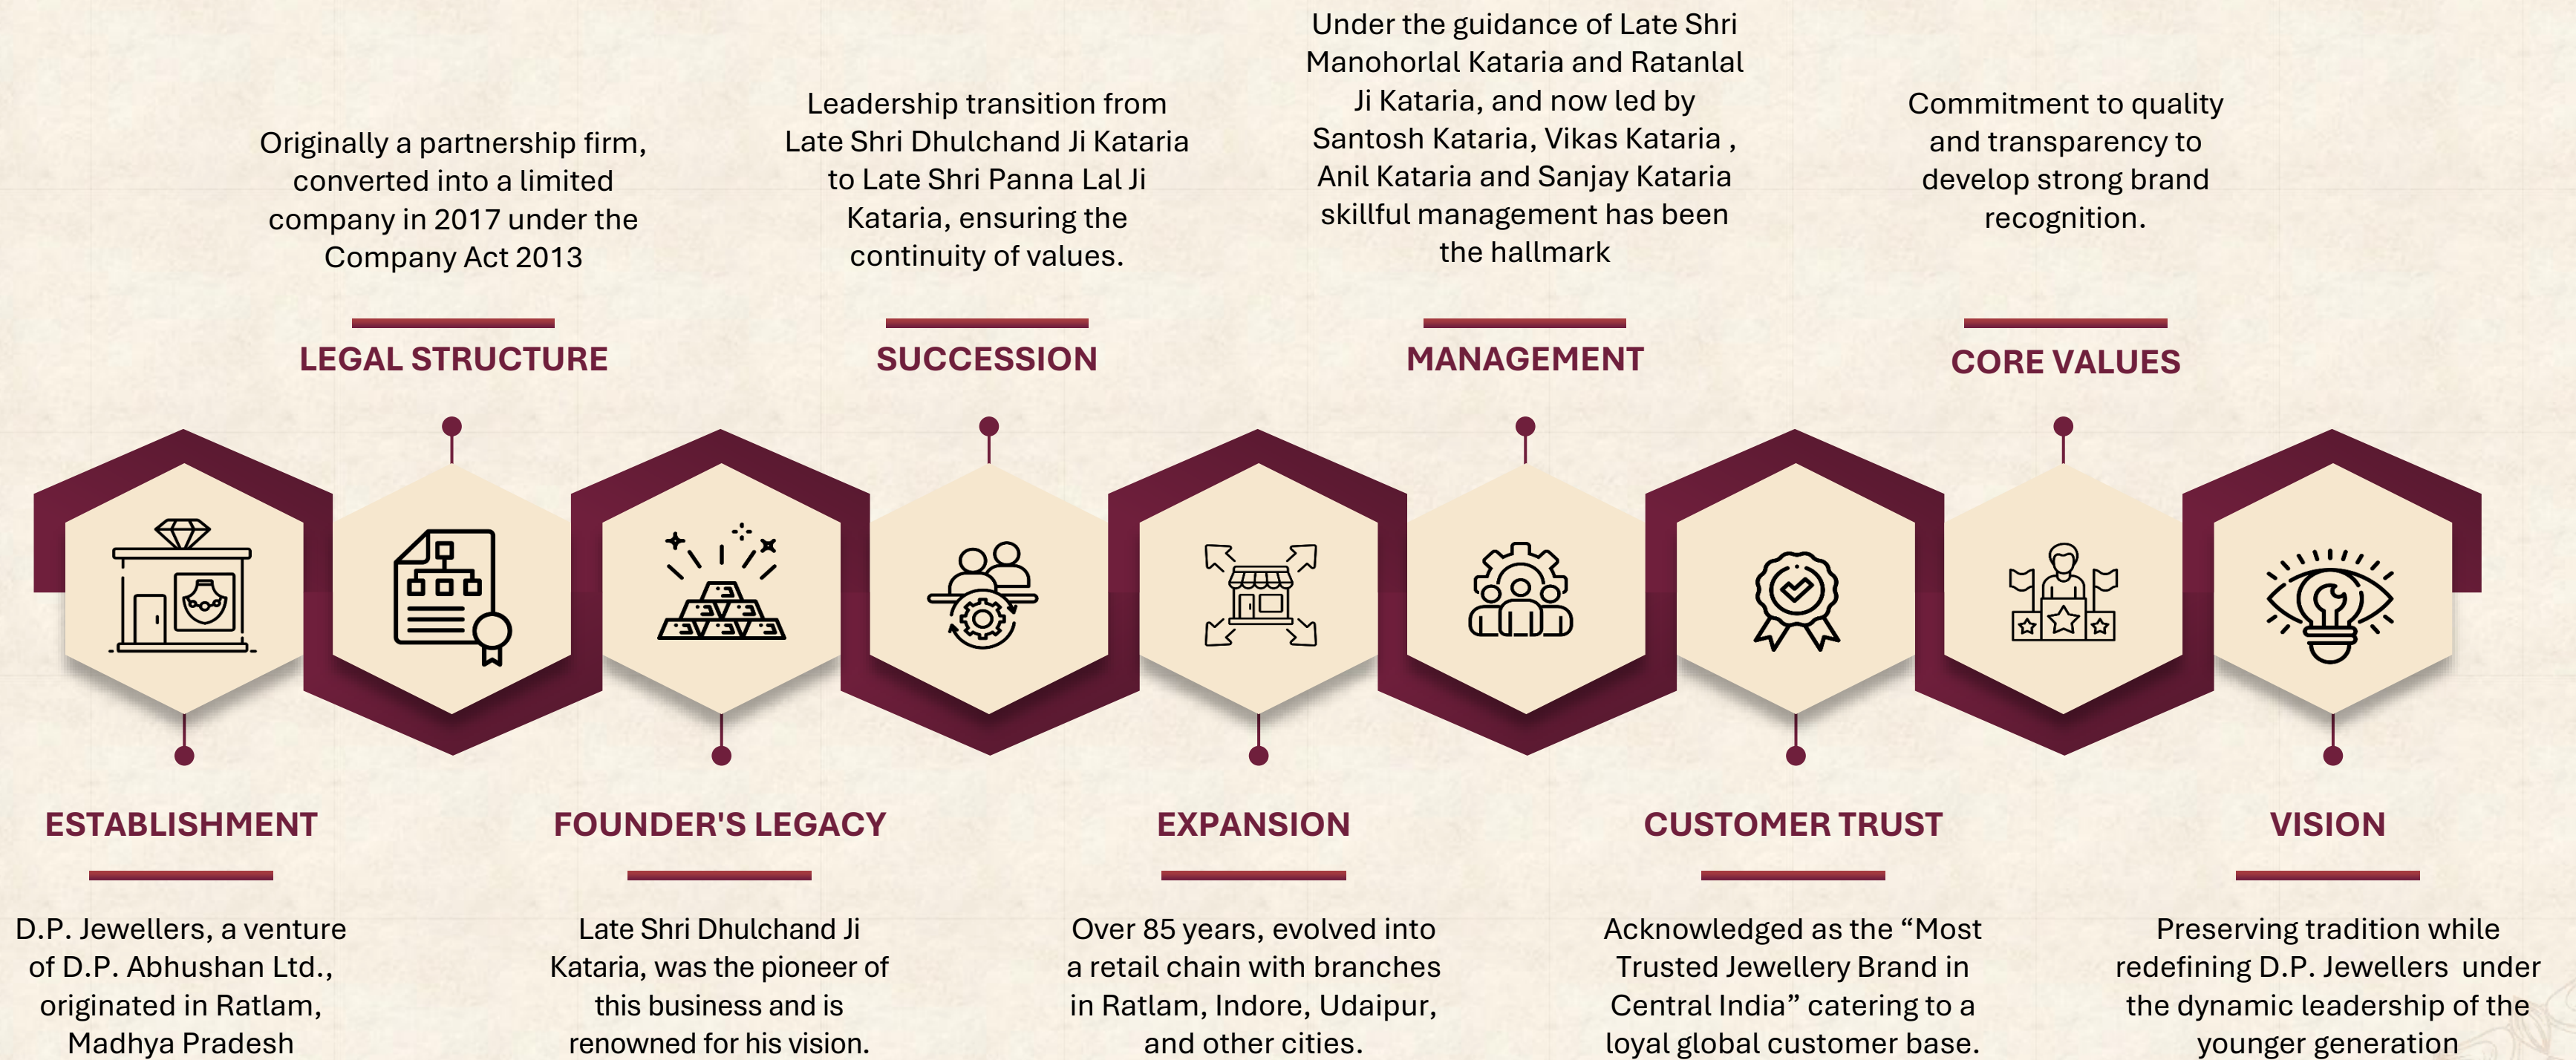 Originally a partnership firm,
converted into a limited
company in 2017 under the
Company Act 2013
LEGAL STRUCTURE
Leadership transition from
Late Shri Dhulchand Ji Kataria
to Late Shri Panna Lal Ji
Kataria, ensuring the
continuity of values.
SUCCESSION
Under the guidance of Late Shri
Manohorlal Kataria and Ratanlal
Ji Kataria, and now led by
Santosh Kataria, Vikas Kataria ,
Anil Kataria and Sanjay Kataria
skillful management has been
the hallmark
MANAGEMENT
Commitment to quality
and transparency to
develop strong brand
recognition.
CORE VALUES
ESTABLISHMENT
D.P. Jewellers, a venture
of D.P. Abhushan Ltd.,
originated in Ratlam,
Madhya Pradesh
FOUNDER'S LEGACY
Late Shri Dhulchand Ji
Kataria, was the pioneer of
this business and is
renowned for his vision.
EXPANSION
Over 85 years, evolved into
a retail chain with branches
in Ratlam, Indore, Udaipur,
and other cities.
CUSTOMER TRUST
Acknowledged as the “Most
Trusted Jewellery Brand in
Central India” catering to a
loyal global customer base.
VISION
Preserving tradition while
redefining D.P. Jewellers  under
the dynamic leadership of the
younger generation